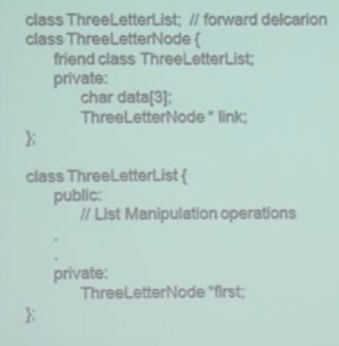 class ThreeLetterList; // forward delcarion
class ThreeLetterNode {
friend class ThreeLetterList;
private:
char data[3];
ThreeLetterNode * link;
};
class ThreeLetterList {
public:
// List Manipulation operations
.
.
private:
ThreeLetterNode *first;
};